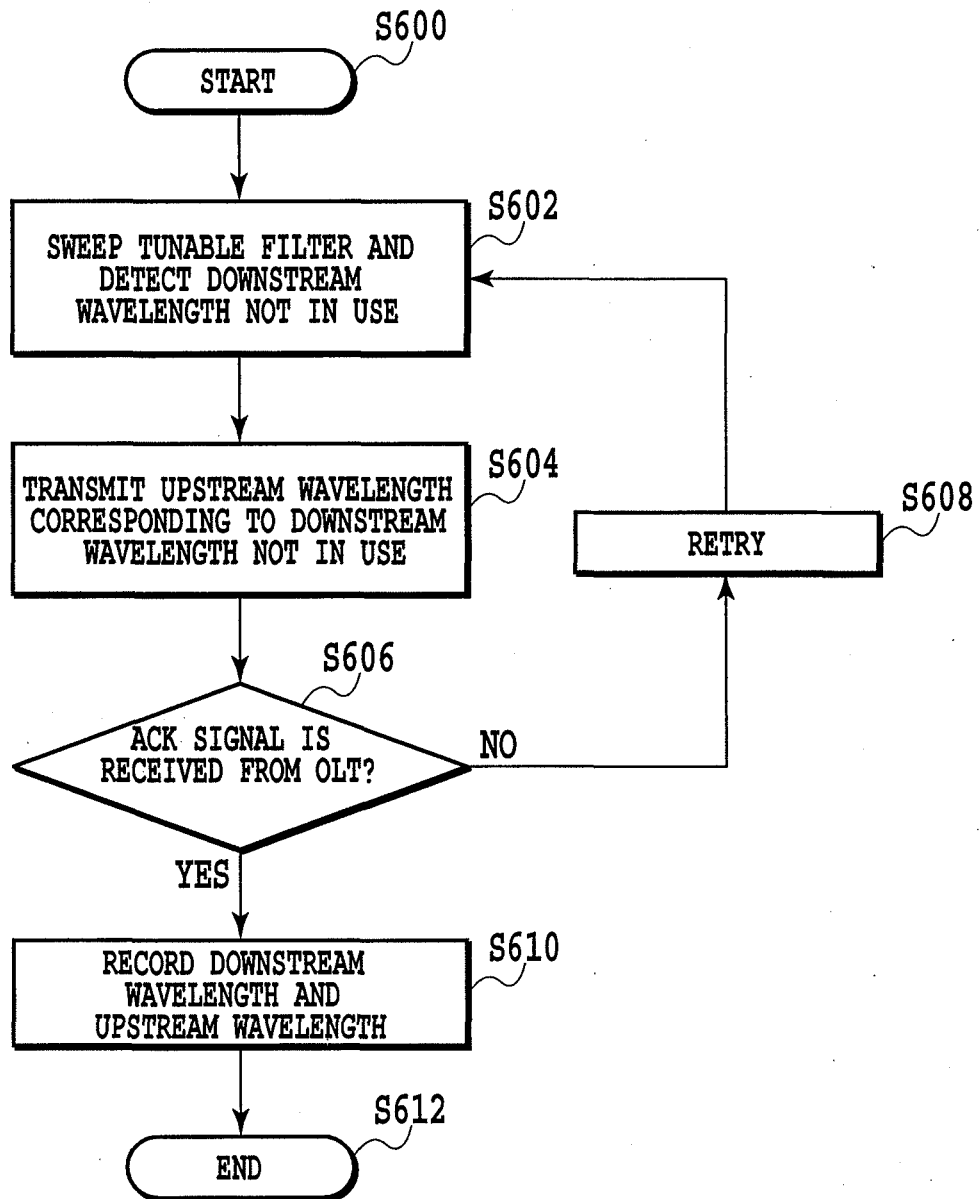 S600
START
S602
SWEEP TUNABLE FILTER AND
DETECT DOWNSTREAM
WAVELENGTH NOT IN USE
S604
TRANSMIT UPSTREAM WAVELENGTH
CORRESPONDING TO DOWNSTREAM
WAVELENGTH NOT IN USE
S608
RETRY
S606
ACK SIGNAL IS
RECEIVED FROM OLT?
NO
YES
S610
RECORD DOWNSTREAM
WAVELENGTH AND
UPSTREAM WAVELENGTH
S612
END